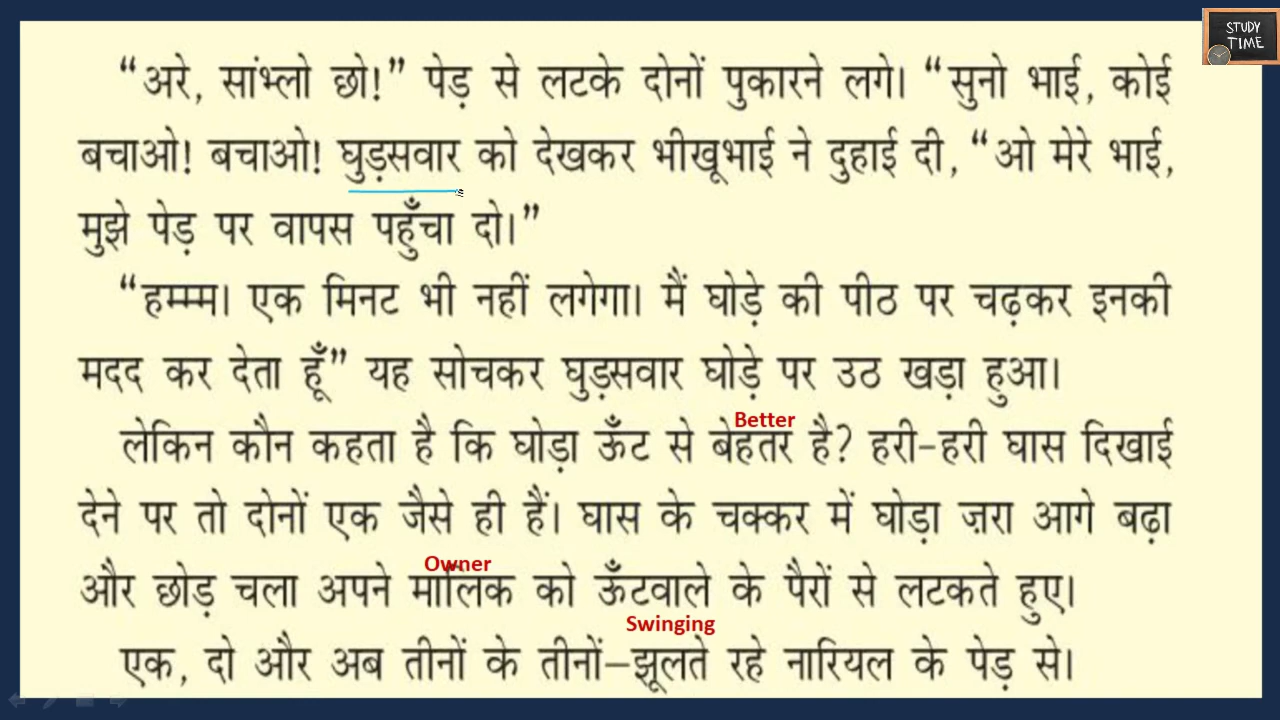 STUDY
TIME
“अरे, सांभ्लो छो!” पेड़ से लटके दोनों पुकारने लगे। “सुनो भाई, कोई
बचाओ! बचाओ! घुड़सवार को देखकर भीखूभाई ने दुहाई दी, “ओ मेरे भाई,
मुझे पेड़ पर वापस पहुँचा दो।”
“हम्म्म। एक मिनट भी नहीं लगेगा। मैं घोड़े की पीठ पर चढ़कर इनकी
मदद कर देता हूँ” यह सोचकर घुड़सवार घोड़े पर उठ खड़ा हुआ।
Better
लेकिन कौन कहता है कि घोड़ा ऊँट से बेहतर है? हरी-हरी घास दिखाई
देने पर तो दोनों एक जैसे ही हैं। घास के चक्कर में घोड़ा ज़रा आगे बढ़ा
Owner
और छोड़ चला अपने मालिक को ऊँटवाले के पैरों से लटकते हुए।
Swinging
एक, दो और अब तीनों के तीनों–झूलते रहे नारियल के पेड़ से।